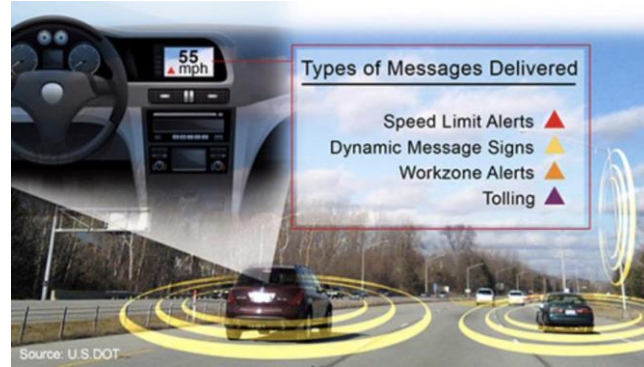 55
mph
Types of Messages Delivered
Speed Limit Alerts
Dynamic Message Signs
Workzone Alerts
Tolling
Source: U.S.DOT